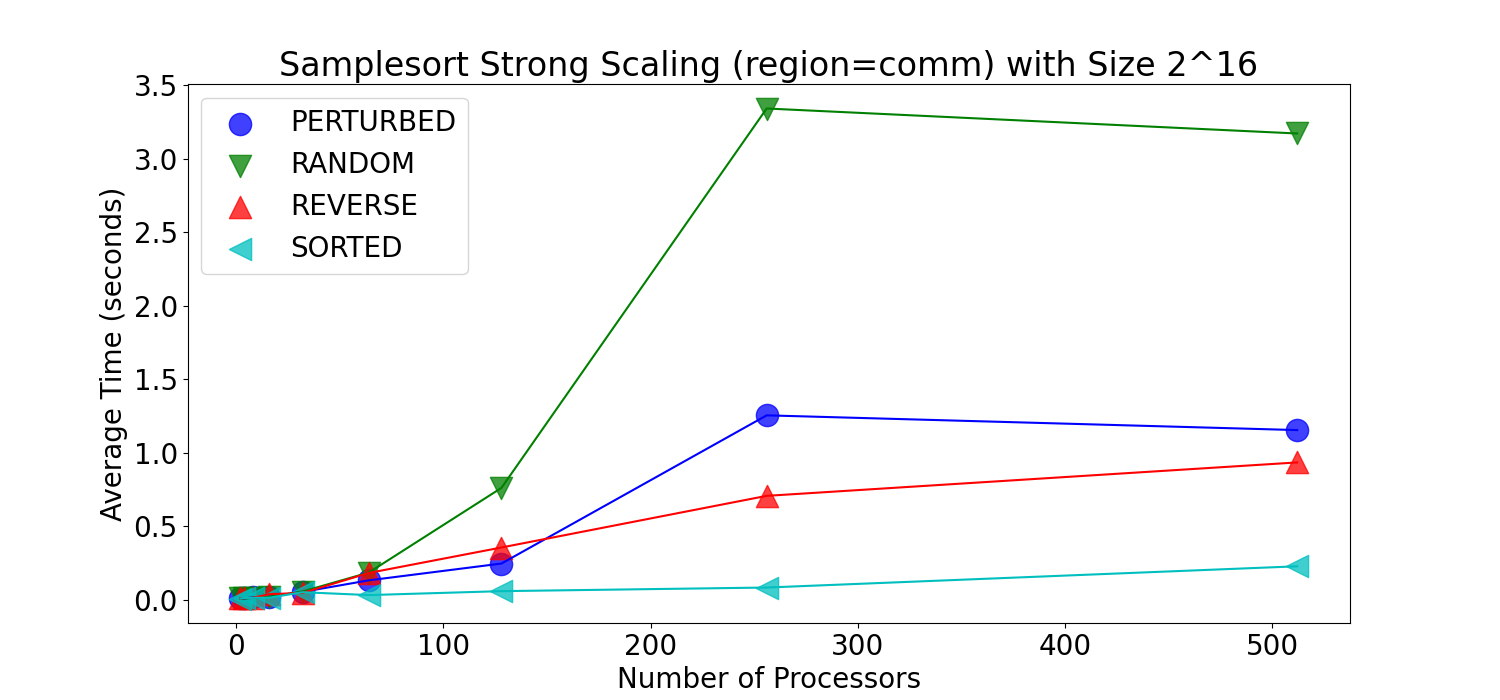 Samplesort Strong Scaling (region=comm) with Size 2^16
3.5
3.0
2.5
2.0
1.5
1.0
0.5
0.0
Average Time (seconds)
PERTURBED
RANDOM
REVERSE
SORTED
0 100 200 300 400 500
Number of Processors